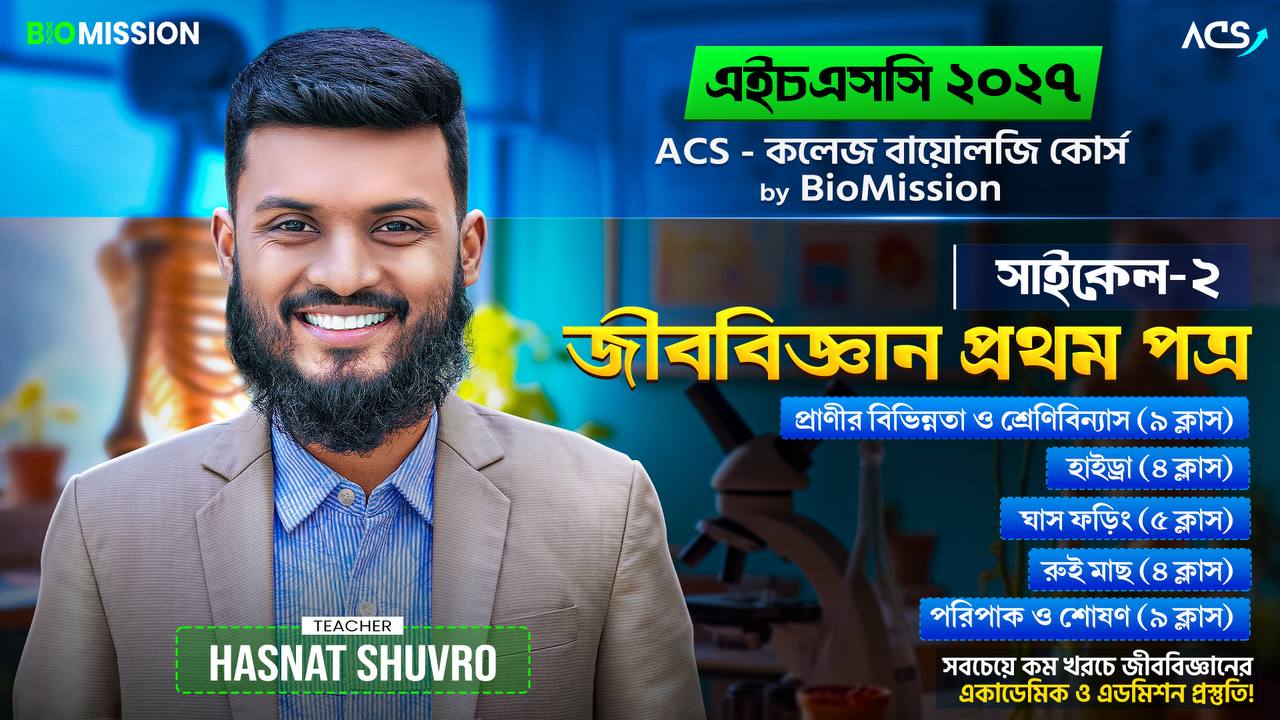 BIOMISSION
ACS
এইচএসসি ২০২৭
ACS - কলেজ বায়োলজি কোর্স
by BioMission
সাইকেল-২
জীববিজ্ঞান প্রথম পত্র
প্রাণীর বিভিন্নতা ও শ্রেণিবিন্যাস (৯ ক্লাস)
হাইড্রা (৪ ক্লাস)
ঘাস ফড়িং (৫ ক্লাস)
রুই মাছ (৪ ক্লাস)
পরিপাক ও শোষণ (৯ ক্লাস)
সবচেয়ে কম খরচে জীববিজ্ঞানের
একাডেমিক ও এডমিশন প্রস্তুতি!
TEACHER
HASNAT SHUVRO